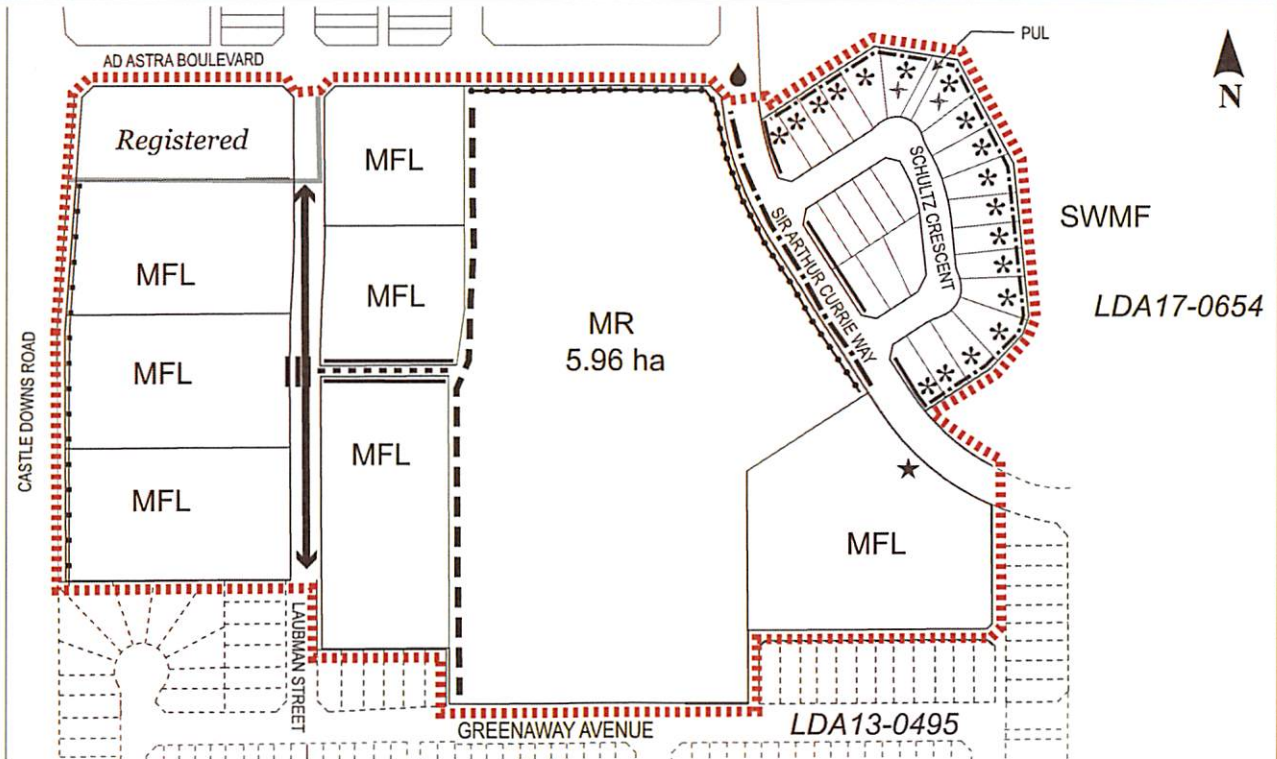 PUL
AD ASTRA BOULEVARD
N
Registered
MFL
SCHULTZ CRESCENT
SWMF
SIR ARTHUR CURRIE WAY
MFL
MFL
LDA17-0654
MR
5.96 ha
CASTLE DOWNS ROAD
MFL
MFL
MFL
MFL
LAUBMAN STREET
GREENAWAY AVENUE
LDA13-0495